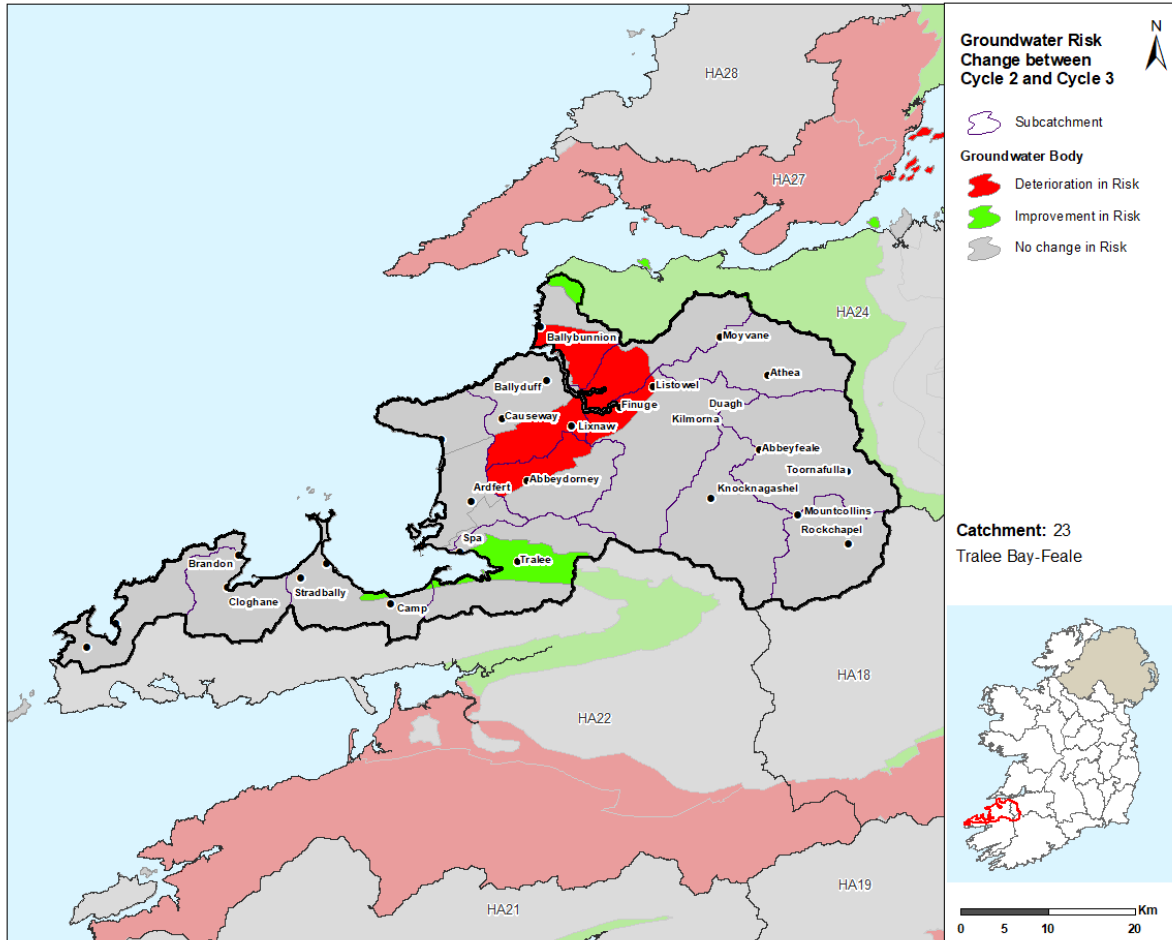 Groundwater Risk
Change between
Cycle 2 and Cycle 3
N
Subcatchment
Groundwater Body
Deterioration in Risk
Improvement in Risk
No change in Risk
Catchment: 23
Tralee Bay-Feale
Km
0 5 10 20
HA28
HA27
HA24
Ballybunnion
Moyvane
Athea
Ballyduff
Listowel
Finuge
Duagh
Causeway
Kilmorna
Lixnaw
Abbeyfeale
Toornafulla
Abbeydorney
Ardfert
Knocknagashel
Mountcollins
Rockchapel
Spa
Tralee
Brandon
Stradbally
Cloghane
Camp
HA18
HA22
HA19
HA21